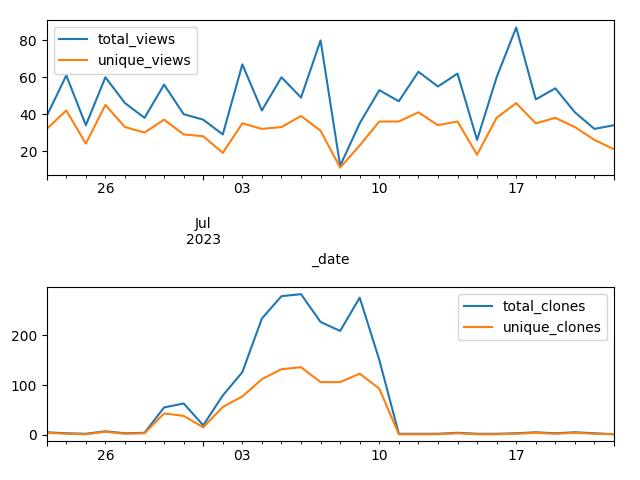 total_views
unique_views
80
60
40
20
26
03
10
17
Jul
2023
_date
total_clones
unique_clones
200
100
0
26
03
10
17